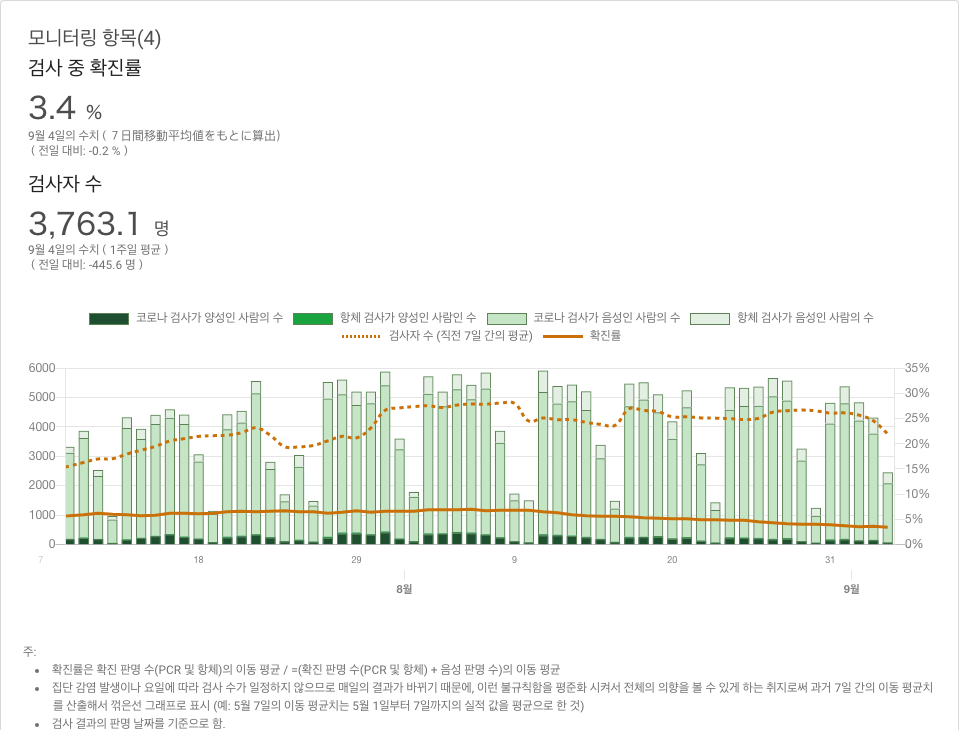 모니터링 항목(4)
검사 중 확진률
3.4 %
9월 4일의 수치 ( 7日間移動平均値をもとに算出)
( 전일 대비: -0.2 % )
검사자 수
3,763.1 명
9월 4일의 수치 ( 1주일 평균 )
( 전일 대비: -445.6 명 )
코로나 검사가 양성인 사람의 수 항체 검사가 양성인 사람인 수 코로나 검사가 음성인 사람의 수 항체 검사가 음성인 사람의 수
검사자 수 (직전 7일 간의 평균) 확진률
6000 35%
5000 30%
4000 25%
3000 20%
2000 15%
1000 10%
0 5%
0%
7 18 29 9 20 31
8월 9월
주:
확진률은 확진 판명 수(PCR 및 항체)의 이동 평균 / =(확진 판명 수(PCR 및 항체) + 음성 판명 수)의 이동 평균
집단 감염 발생이나 요일에 따라 검사 수가 일정하지 않으므로 매일의 결과가 바뀌기 때문에, 이런 불규칙함을 평준화 시켜서 전체의 의향을 볼 수 있게 하는 취지로써 과거 7일 간의 이동 평균치
를 산출해서 꺾은선 그래프로 표시 (예: 5월 7일의 이동 평균치는 5월 1일부터 7일까지의 실적 값을 평균으로 한 것)
검사 결과의 판명 날짜를 기준으로 함.